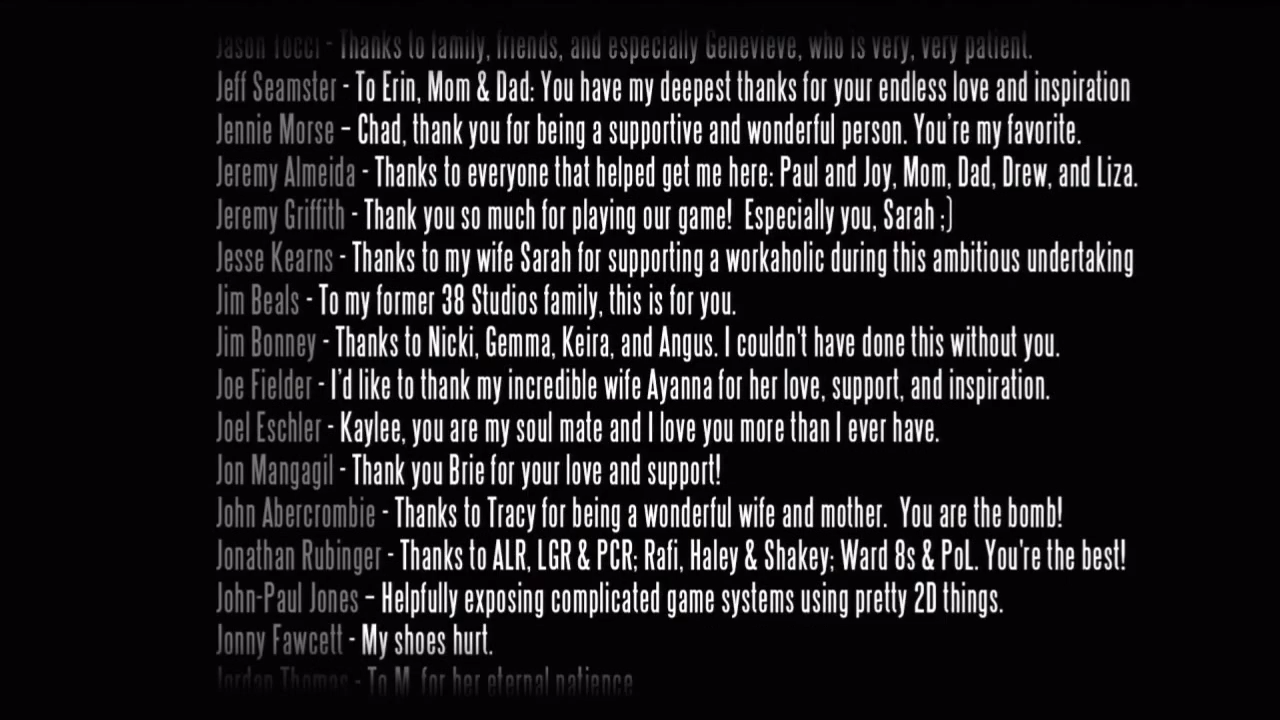 Jason Tocci - Thanks to family, friends, and especially Genevieve, who is very, very patient.
Jeff Seamster - To Erin, Mom & Dad: You have my deepest thanks for your endless love and inspiration
Jennie Morse – Chad, thank you for being a supportive and wonderful person. You're my favorite.
Jeremy Almeida - Thanks to everyone that helped get me here: Paul and Joy, Mom, Dad, Drew, and Liza.
Jeremy Griffith - Thank you so much for playing our game!  Especially you, Sarah ;)
Jesse Kearns - Thanks to my wife Sarah for supporting a workaholic during this ambitious undertaking
Jim Beals - To my former 38 Studios family, this is for you.
Jim Bonney - Thanks to Nicki, Gemma, Keira, and Angus. I couldn't have done this without you.
Joe Fielder - I'd like to thank my incredible wife Ayanna for her love, support, and inspiration.
Joel Eschler - Kaylee, you are my soul mate and I love you more than I ever have.
Jon Mangagil - Thank you Brie for your love and support!
John Abercrombie - Thanks to Tracy for being a wonderful wife and mother.  You are the bomb!
Jonathan Rubinger - Thanks to ALR, LGR & PCR; Rafi, Haley & Shakey; Ward 8s & PoL. You're the best!
John-Paul Jones – Helpfully exposing complicated game systems using pretty 2D things.
Jonny Fawcett - My shoes hurt.
Jordan Thomas - To M, for her eternal patience